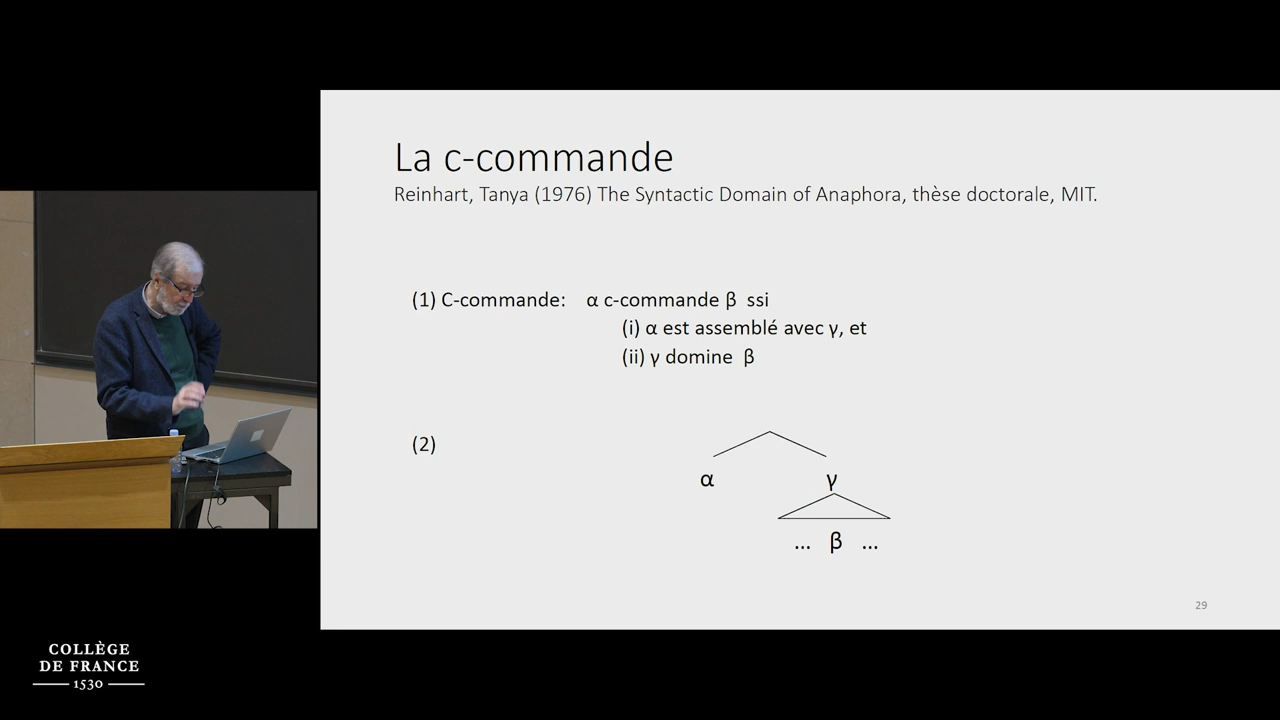 La c-commande
Reinhart, Tanya (1976) The Syntactic Domain of Anaphora, thèse doctorale, MIT.
(1) C-commande: α c-commande β ssi
(i) α est assemblé avec γ, et
(ii) γ domine β
(2)
α γ
... β ...
29
COLLÈGE
DE FRANCE
1530